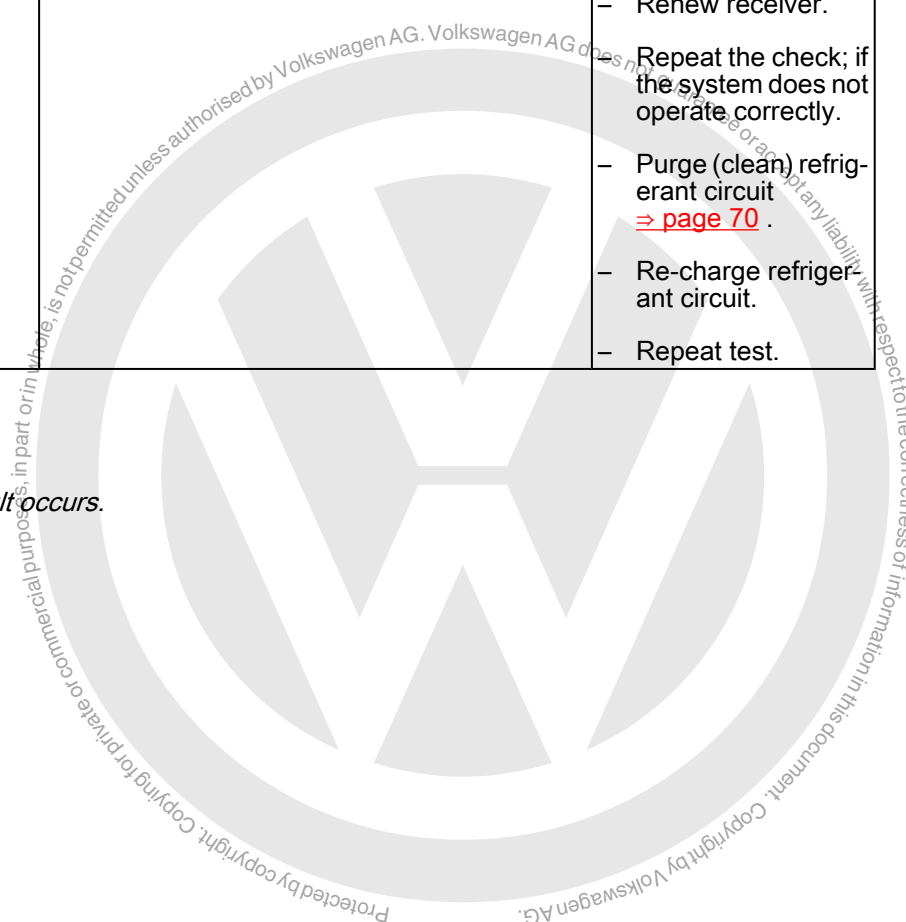 – Renew receiver.
– Repeat the check; if
the system does not
operate correctly.
– Purge (clean) refrig-
erant circuit
⇒ page 70 .
– Re-charge refriger-
ant circuit.
– Repeat test.
lt occurs.
Protected by copyright. Copying for private or commercial purposes, in part or in whole, is not permitted unless authorised by Volkswagen AG. Volkswagen AG does not guarantee or accept any liability with respect to the correctness of information in this document. Copyright by Volkswagen AG.